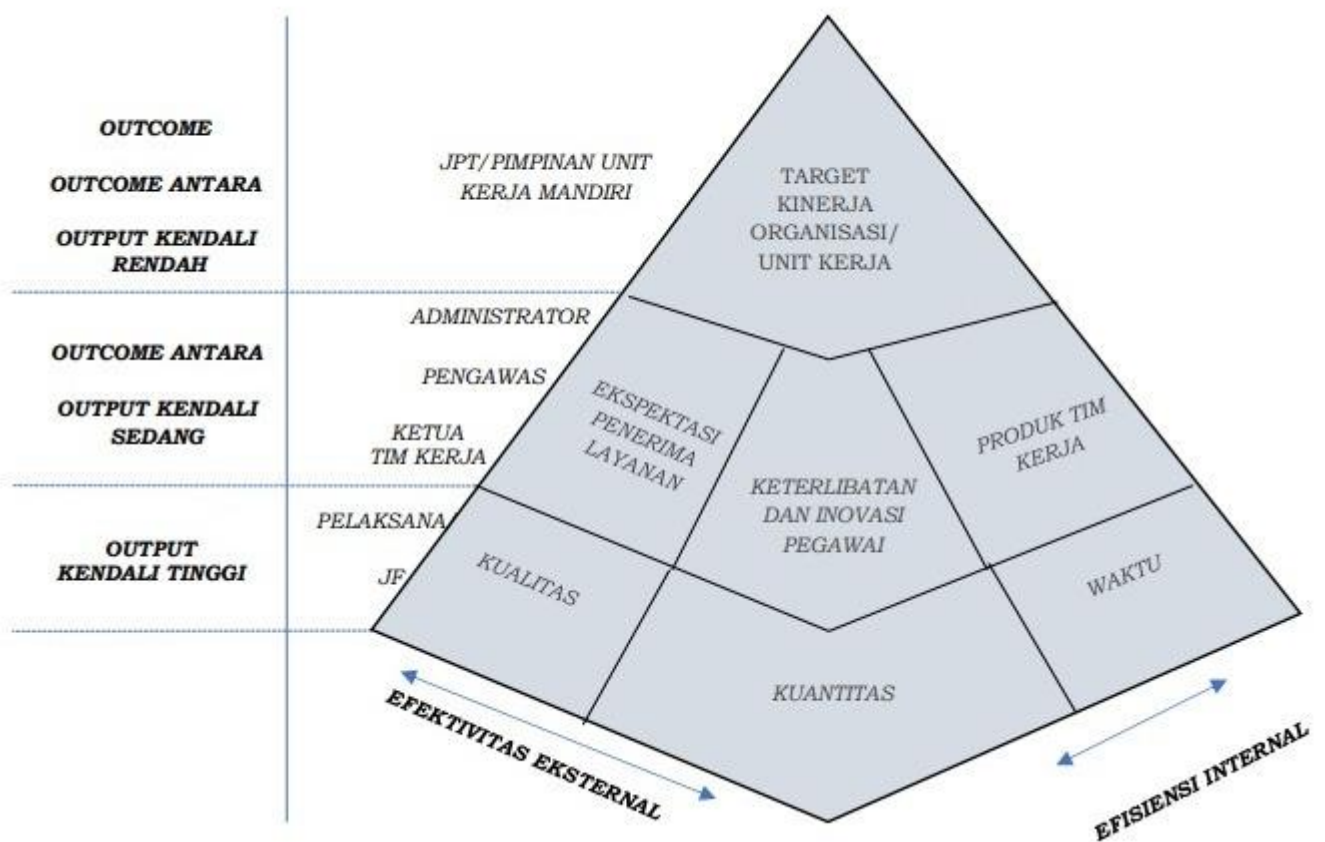 OUTCOME
OUTCOME ANTARA
OUTPUT KENDALI
RENDAH
JPT/PIMPINAN UNIT
KERJA MANDIRI
TARGET
KINERJA
ORGANISASI/
UNIT KERJA
OUTCOME ANTARA
OUTPUT KENDALI
SEDANG
ADMINISTRATOR
PENGAWAS
KETUA
TIM KERJA
EKSPEKTASI
PENERIMA
LAYANAN
KETERLIBATAN
DAN INOVASI
PEGAWAI
PRODUK TIM
KERJA
OUTPUT
KENDALI TINGGI
PELAKSANA
JF
KUALITAS
KUANTITAS
WAKTU
EFEKTIVITAS EKSTERNAL
EFISIENSI INTERNAL